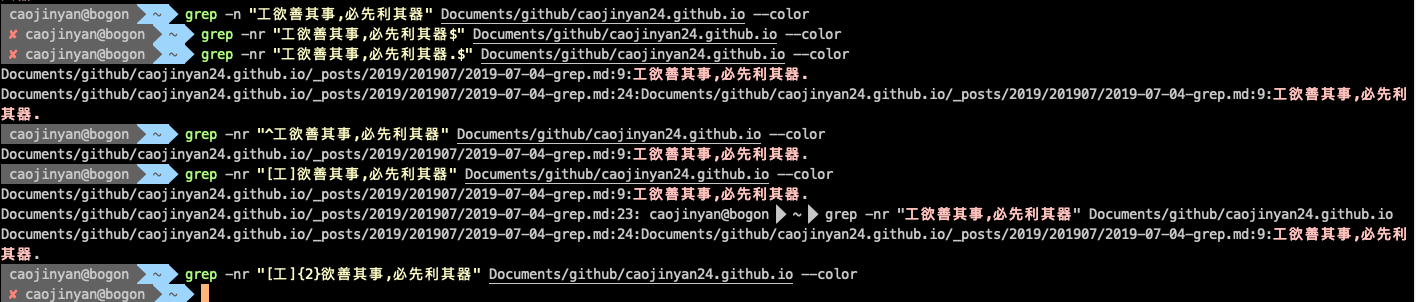 caojinyan@bogon ~ grep -n "工欲善其事,必先利其器" Documents/github/caojinyan24.github.io --color
✘ caojinyan@bogon ~ grep -nr "工欲善其事,必先利其器$" Documents/github/caojinyan24.github.io --color
✘ caojinyan@bogon ~ grep -nr "工欲善其事,必先利其器.$" Documents/github/caojinyan24.github.io --color
Documents/github/caojinyan24.github.io/_posts/2019/201907/2019-07-04-grep.md:9:工欲善其事,必先利其器.
Documents/github/caojinyan24.github.io/_posts/2019/201907/2019-07-04-grep.md:24:Documents/github/caojinyan24.github.io/_posts/2019/201907/2019-07-04-grep.md:9:工欲善其事,必先利
其器.
caojinyan@bogon ~ grep -nr "^工欲善其事,必先利其器" Documents/github/caojinyan24.github.io --color
Documents/github/caojinyan24.github.io/_posts/2019/201907/2019-07-04-grep.md:9:工欲善其事,必先利其器.
caojinyan@bogon ~ grep -nr "[工]欲善其事,必先利其器" Documents/github/caojinyan24.github.io --color
Documents/github/caojinyan24.github.io/_posts/2019/201907/2019-07-04-grep.md:9:工欲善其事,必先利其器.
Documents/github/caojinyan24.github.io/_posts/2019/201907/2019-07-04-grep.md:23: caojinyan@bogon ~ grep -nr "工欲善其事,必先利其器" Documents/github/caojinyan24.github.io
Documents/github/caojinyan24.github.io/_posts/2019/201907/2019-07-04-grep.md:24:Documents/github/caojinyan24.github.io/_posts/2019/201907/2019-07-04-grep.md:9:工欲善其事,必先利其
器.
caojinyan@bogon ~ grep -nr "[工]{2}欲善其事,必先利其器" Documents/github/caojinyan24.github.io --color
✘ caojinyan@bogon ~